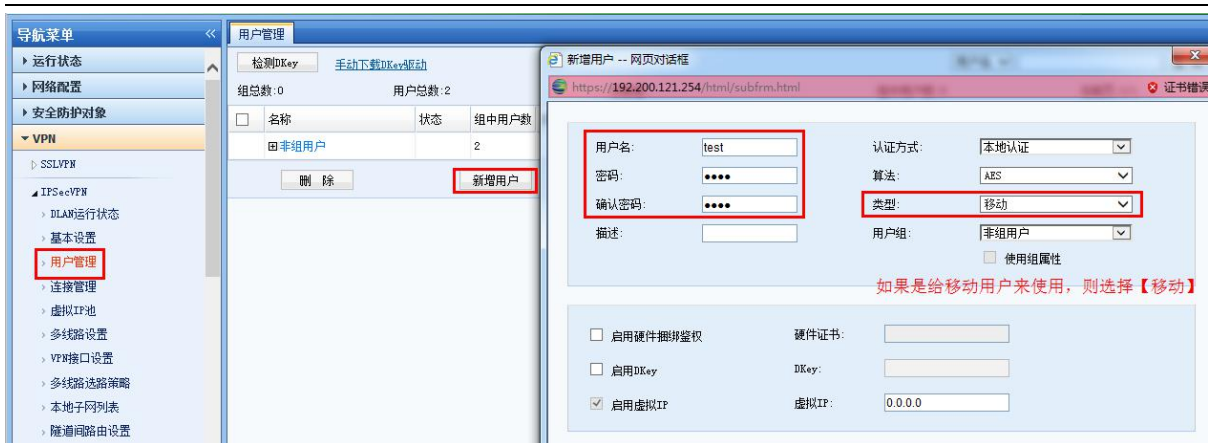 导航菜单
运行状态
网络配置
安全防护对象
VPN
SSLVPN
IPSecVPN
DLAN运行状态
基本设置
用户管理
连接管理
虚拟IP池
多线路设置
VPN接口设置
多线路选路策略
本地子网列表
隧道间路由设置
用户管理
检测DKey 手动下载DKey驱动
组总数:0 用户总数:2
名称 状态 组中用户数
非组用户 2
删 除 新增用户
新增用户 -- 网页对话框
https://192.200.121.254/html/subfrm.html 证书错误
用户名: test 认证方式: 本地认证
密码: •••• 算法: AES
确认密码: •••• 类型: 移动
描述: 用户组: 非组用户
使用组属性
如果是给移动用户来使用，则选择【移动】
启用硬件捆绑鉴权 硬件证书:
启用DKey DKey:
启用虚拟IP 虚拟IP: 0.0.0.0